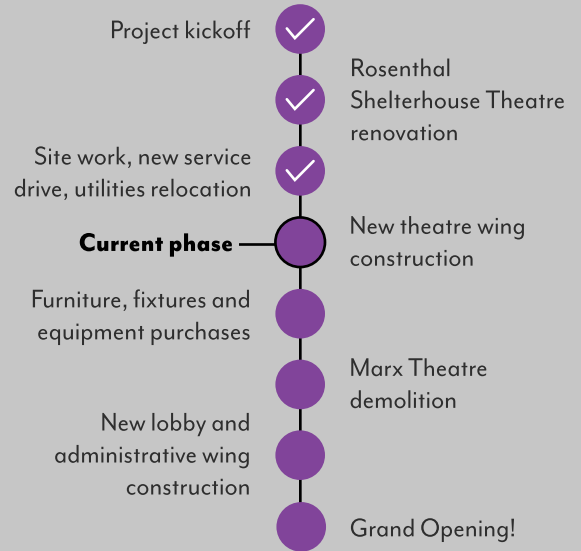 Project kickoff
Rosenthal
Shelterhouse Theatre
renovation
Site work, new service
drive, utilities relocation
Current phase
New theatre wing
construction
Furniture, fixtures and
equipment purchases
Marx Theatre
demolition
New lobby and
administrative wing
construction
Grand Opening!